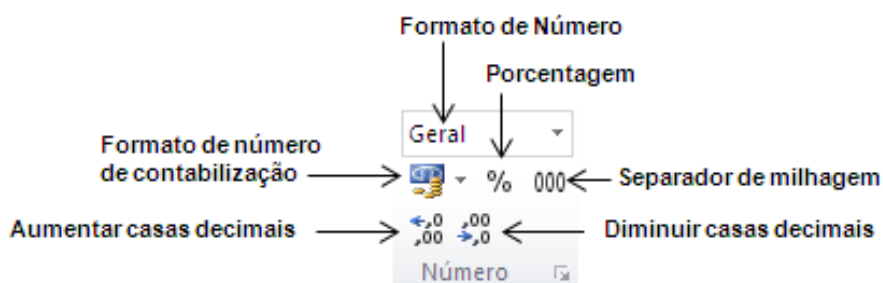 Formato de Número
Porcentagem
Geral
Formato de número
de contabilização
% 000
Separador de milhagem
Aumentar casas decimais
,0 ,00
,00 ,0
Diminuir casas decimais
Número